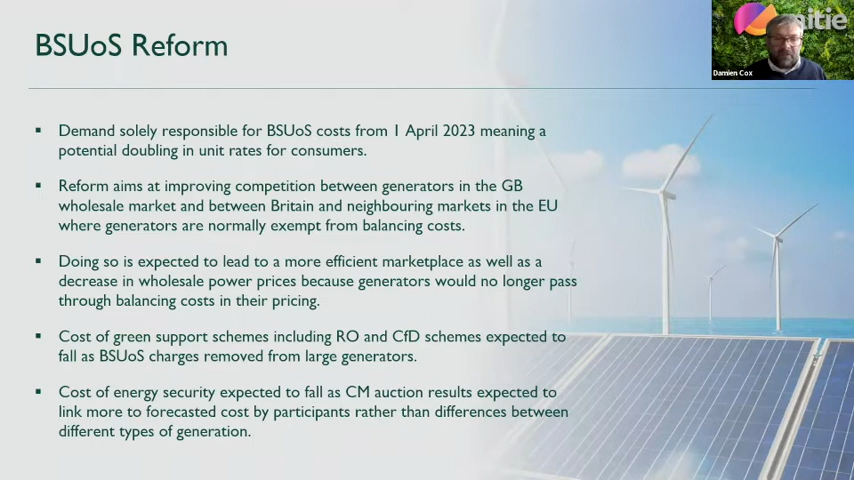 BSUoS Reform
mitie
Damien Cox
▪ Demand solely responsible for BSUoS costs from 1 April 2023 meaning a
potential doubling in unit rates for consumers.
▪ Reform aims at improving competition between generators in the GB
wholesale market and between Britain and neighbouring markets in the EU
where generators are normally exempt from balancing costs.
▪ Doing so is expected to lead to a more efficient marketplace as well as a
decrease in wholesale power prices because generators would no longer pass
through balancing costs in their pricing.
▪ Cost of green support schemes including RO and CfD schemes expected to
fall as BSUoS charges removed from large generators.
▪ Cost of energy security expected to fall as CM auction results expected to
link more to forecasted cost by participants rather than differences between
different types of generation.